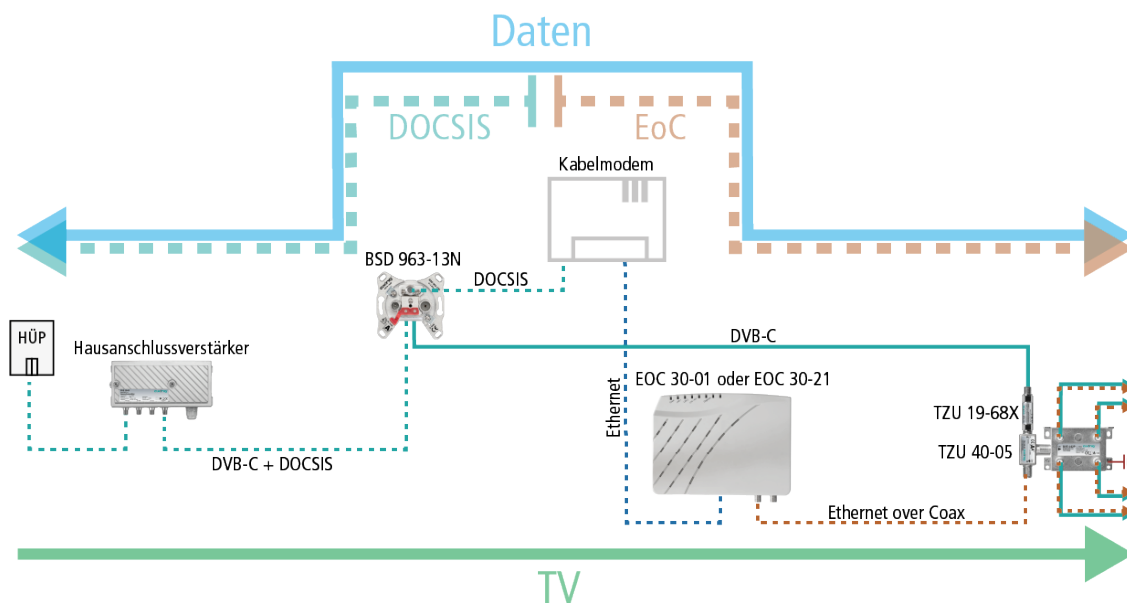 Daten
DOCSIS
EoC
Kabelmodem
BSD 963-13N
DOCSIS
HÜP
Hausanschlussverstärker
DVB-C
EOC 30-01 oder EOC 30-21
Ethernet
TZU 19-68X
TZU 40-05
DVB-C + DOCSIS
Ethernet over Coax
TV